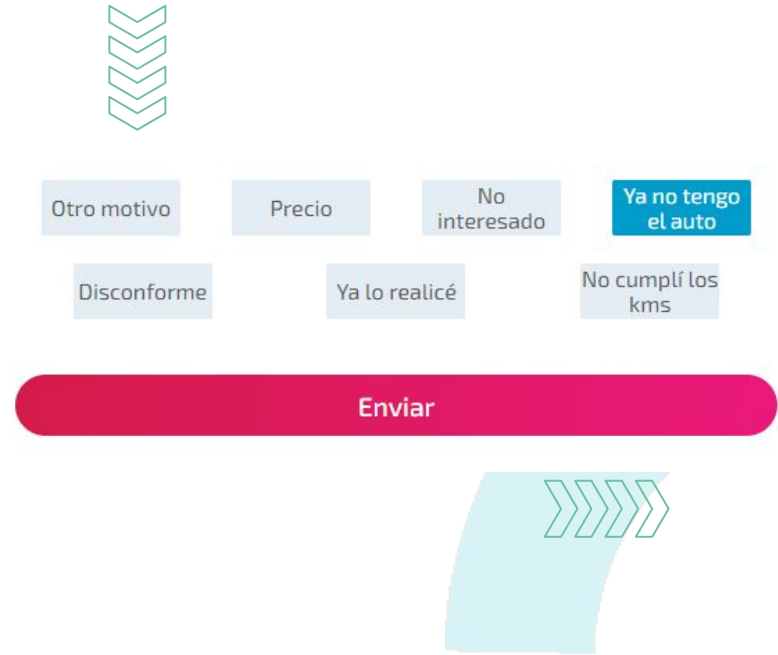 Otro motivo
Precio
No
interesado
Ya no tengo
el auto
Disconforme
Ya lo realicé
No cumplí los
kms
Enviar